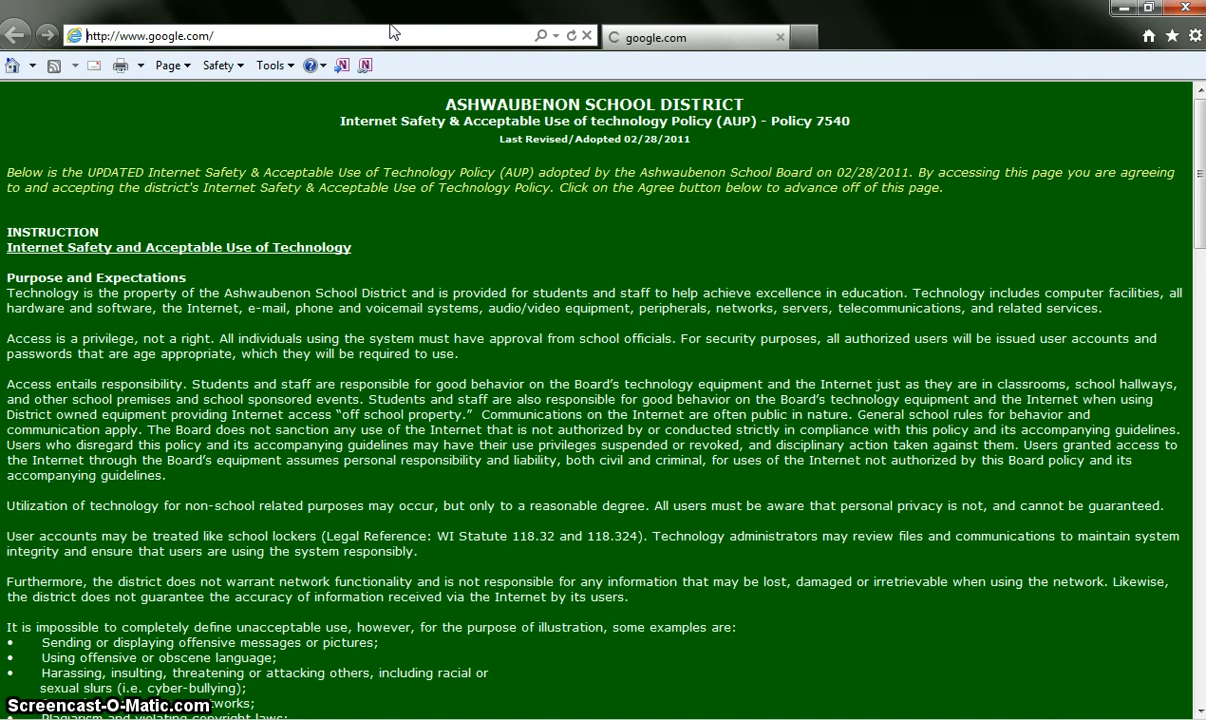 http://www.google.com/
google.com
Page
Safety
Tools
ASHWAUBENON SCHOOL DISTRICT
Internet Safety & Acceptable Use of technology Policy (AUP) - Policy 7540
Last Revised/Adopted 02/28/2011
Below is the UPDATED Internet Safety & Acceptable Use of Technology Policy (AUP) adopted by the Ashwaubenon School Board on 02/28/2011. By accessing this page you are agreeing
to and accepting the district's Internet Safety & Acceptable Use of Technology Policy. Click on the Agree button below to advance off of this page.
INSTRUCTION
Internet Safety and Acceptable Use of Technology
Purpose and Expectations
Technology is the property of the Ashwaubenon School District and is provided for students and staff to help achieve excellence in education. Technology includes computer facilities, all
hardware and software, the Internet, e-mail, phone and voicemail systems, audio/video equipment, peripherals, networks, servers, telecommunications, and related services.
Access is a privilege, not a right. All individuals using the system must have approval from school officials. For security purposes, all authorized users will be issued user accounts and
passwords that are age appropriate, which they will be required to use.
Access entails responsibility. Students and staff are responsible for good behavior on the Board's technology equipment and the Internet just as they are in classrooms, school hallways,
and other school premises and school sponsored events. Students and staff are also responsible for good behavior on the Board's technology equipment and the Internet when using
District owned equipment providing Internet access “off school property.” Communications on the Internet are often public in nature. General school rules for behavior and
communication apply. The Board does not sanction any use of the Internet that is not authorized by or conducted strictly in compliance with this policy and its accompanying guidelines.
Users who disregard this policy and its accompanying guidelines may have their use privileges suspended or revoked, and disciplinary action taken against them. Users granted access to
the Internet through the Board's equipment assumes personal responsibility and liability, both civil and criminal, for uses of the Internet not authorized by this Board policy and its
accompanying guidelines.
Utilization of technology for non-school related purposes may occur, but only to a reasonable degree. All users must be aware that personal privacy is not, and cannot be guaranteed.
User accounts may be treated like school lockers (Legal Reference: WI Statute 118.32 and 118.324). Technology administrators may review files and communications to maintain system
integrity and ensure that users are using the system responsibly.
Furthermore, the district does not warrant network functionality and is not responsible for any information that may be lost, damaged or irretrievable when using the network. Likewise,
the district does not guarantee the accuracy of information received via the Internet by its users.
It is impossible to completely define unacceptable use, however, for the purpose of illustration, some examples are:
• Sending or displaying offensive messages or pictures;
• Using offensive or obscene language;
• Harassing, insulting, threatening or attacking others, including racial or
sexual slurs (i.e. cyber-bullying);
Screencast-O-Matic.com
• Plagiarism and violating copyright laws;